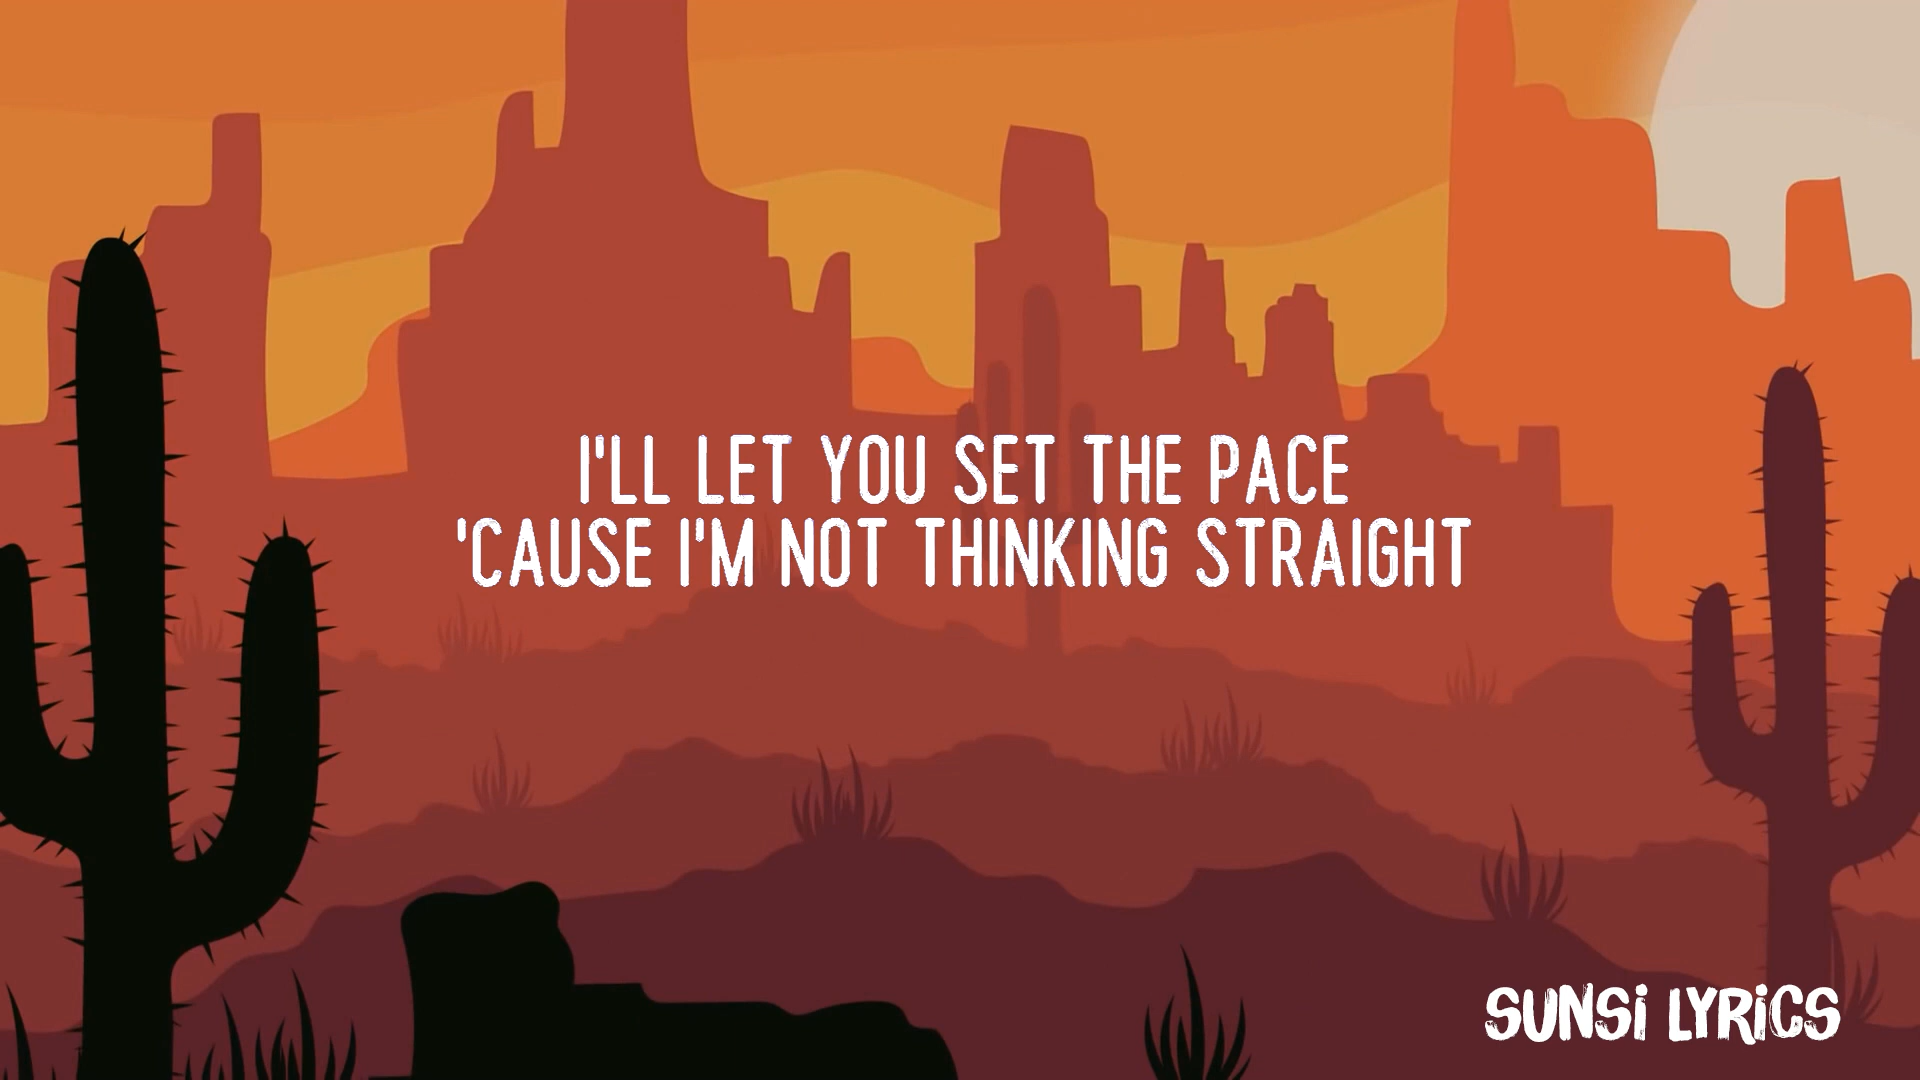 I'LL LET YOU SET THE PACE
'CAUSE I'M NOT THINKING STRAIGHT
SUNSi LYRiCS